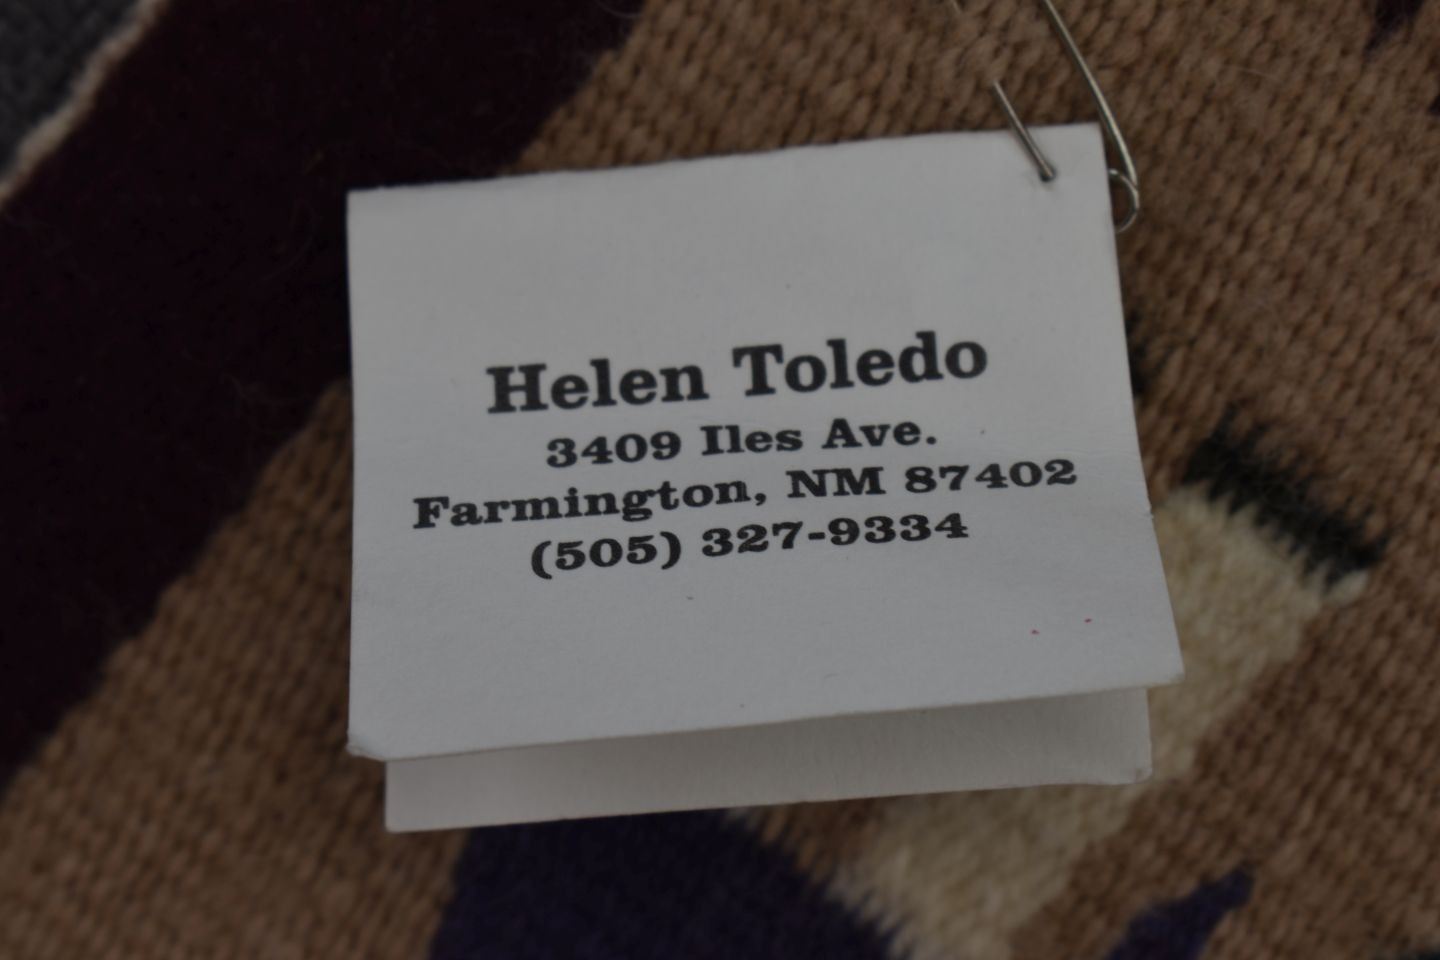 Helen Toledo
3409 Iles Ave.
Farmington, NM 87402
(505) 327-9334